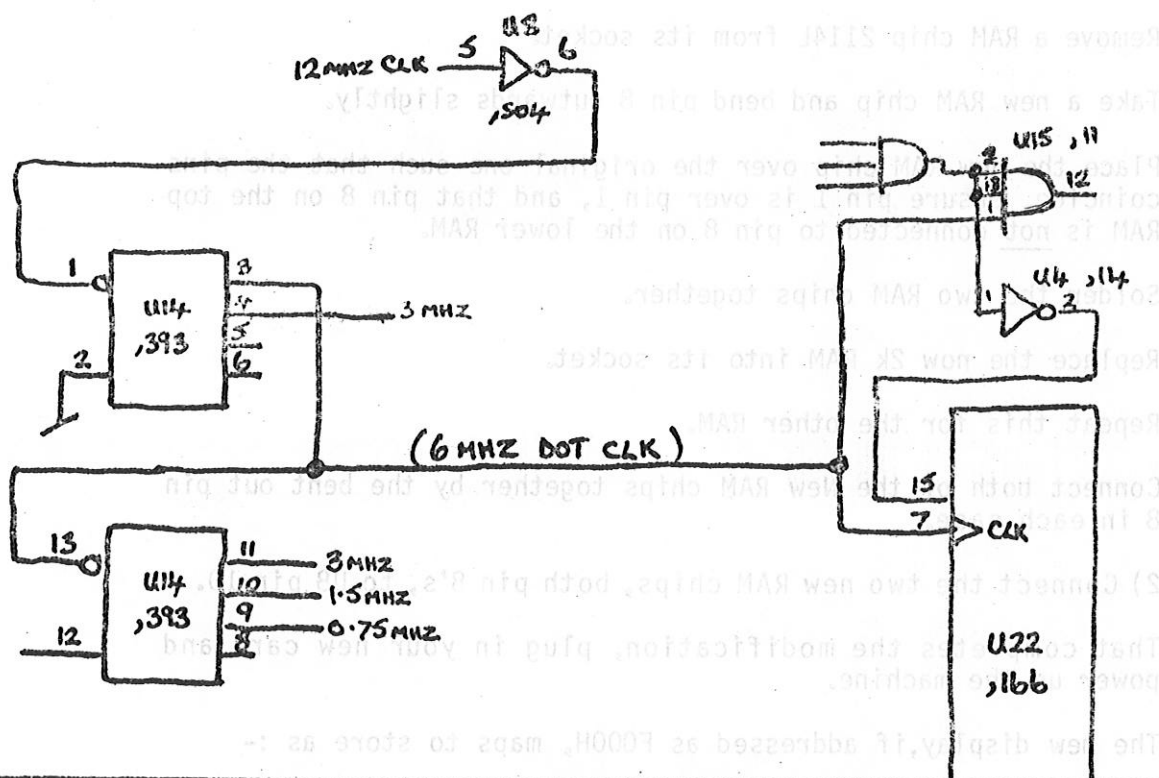 U8
5 6
12MHZ CLK
,S04
U15 , 11
2
13
12
1
1
3
U14
,393
4
3MHZ
5
2
6
U4 , 14
1
2
(6 MHZ DOT CLK)
15
7
CLK
13
11
3MHZ
U14
10
1.5MHZ
,393
9
0.75MHZ
12
8
U22
,166
Remove a RAM chip 2114L from its socket.
Take a new RAM chip and bend pin 8 outwards slightly.
Place the new RAM chip over the original one such that the pins
coincide, ensure pin 1 is over pin 1, and that pin 8 on the top
RAM is not connected to pin 8 on the lower RAM.
Solder the two RAM chips together.
Replace the now 2k RAM into its socket.
Repeat this for the other RAM.
Connect both of the New RAM chips together by the bent out pin
8 in each case.
2) Connect the two new RAM chips, both pin 8's, to U9 pin 10.
That completes the modification, plug in your new card and
power up the machine.
The new display,if addressed as F000H, maps to store as :-